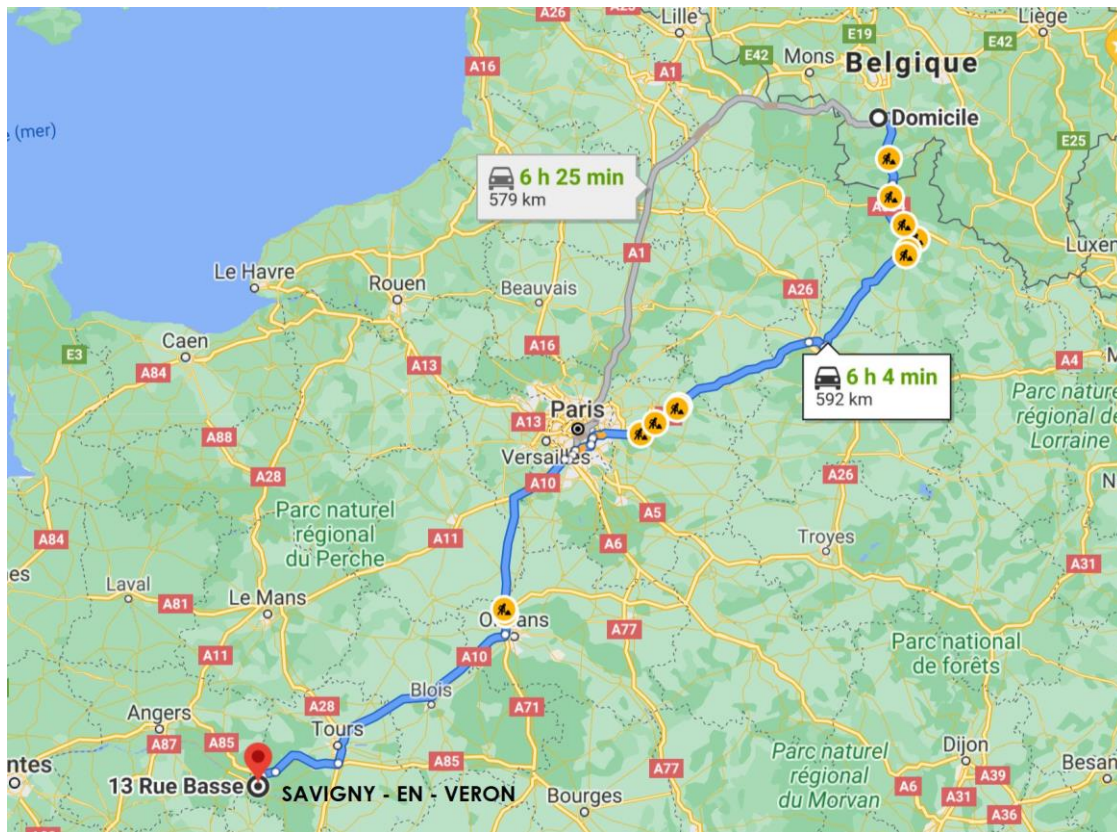 A26
Lille
E19
Liège
A16
E42
Mons
E42
A1
Belgique
(mer)
Domicile
E25
6 h 25 min
579 km
Le Havre
Rouen
Beauvais
A1
A26
E3
Caen
A84
A16
A13
6 h 4 min
592 km
A4
Parc naturel
régional de
Lorraine
Paris
A13
Versailles
A88
A28
A10
A26
A5
Parc naturel
régional
du Perche
A11
A6
Troyes
A84
A31
Laval
A81
Le Mans
A77
A11
A10
Parc national
de forêts
Blois
A28
Angers
A71
Tours
A87
A85
A85
A77
Parc naturel
régional
du Morvan
Dijon
A39
A6
A31
13 Rue Basse
SAVIGNY - EN - VERON
Bourges